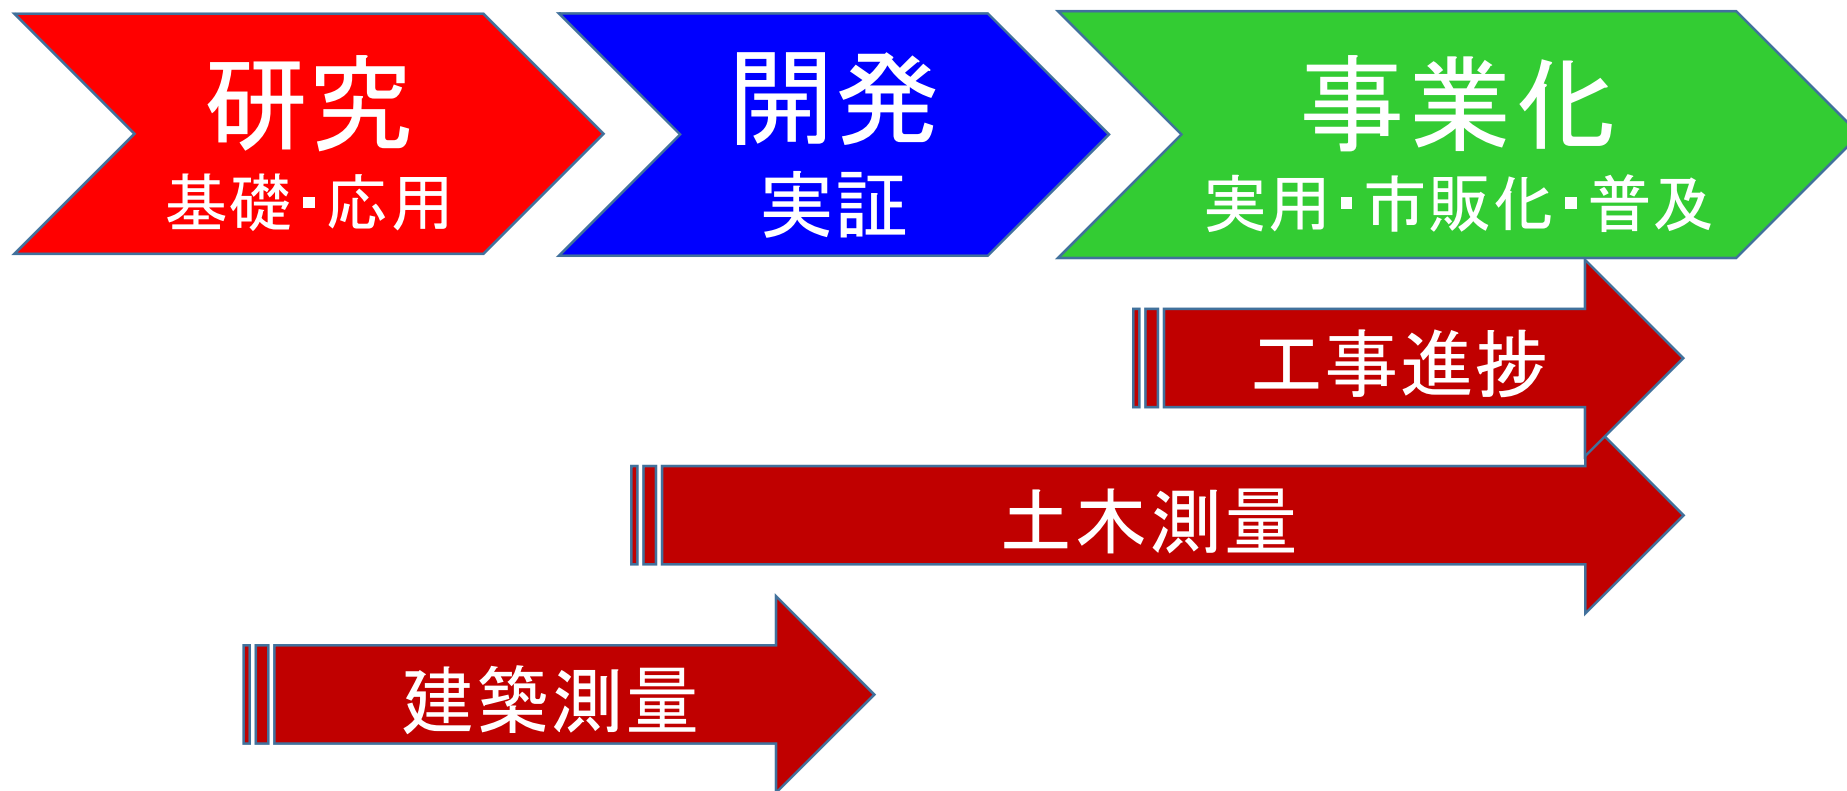 研究
基礎・応用
開発
実証
事業化
実用・市販化・普及
工事進捗
土木測量
建築測量